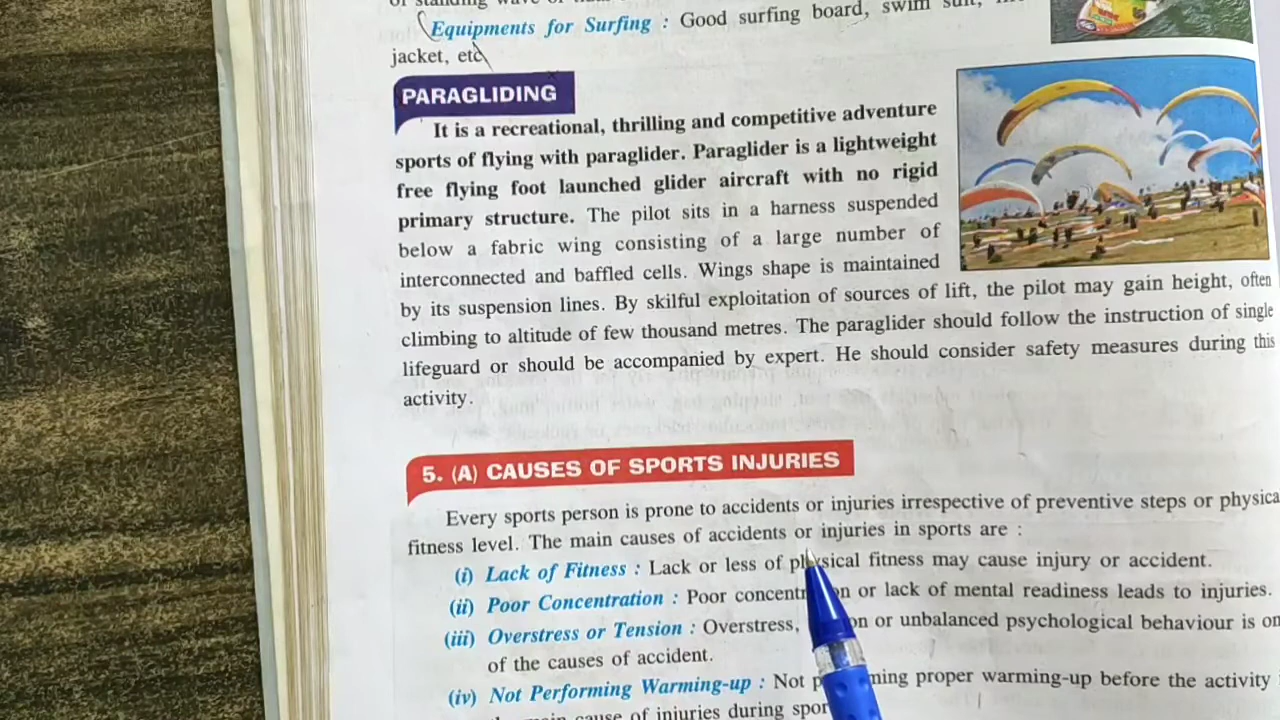 Equipments for Surfing : Good surfing board, swim suit,
jacket, etc
PARAGLIDING
It is a recreational, thrilling and competitive adventure
sports of flying with paraglider. Paraglider is a lightweight
free flying foot launched glider aircraft with no rigid
primary structure. The pilot sits in a harness suspended
below a fabric wing consisting of a large number of
interconnected and baffled cells. Wings shape is maintained
by its suspension lines. By skilful exploitation of sources of lift, the pilot may gain height, often
climbing to altitude of few thousand metres. The paraglider should follow the instruction of single
lifeguard or should be accompanied by expert. He should consider safety measures during this
activity.
5. (A) CAUSES OF SPORTS INJURIES
Every sports person is prone to accidents or injuries irrespective of preventive steps or physica
fitness level. The main causes of accidents or injuries in sports are :
(i) Lack of Fitness : Lack or less of physical fitness may cause injury or accident.
(ii) Poor Concentration : Poor concentration or lack of mental readiness leads to injuries.
(iii) Overstress or Tension : Overstress, or unbalanced psychological behaviour is on
of the causes of accident.
(iv) Not Performing Warming-up : Not performing proper warming-up before the activity
main cause of injuries during